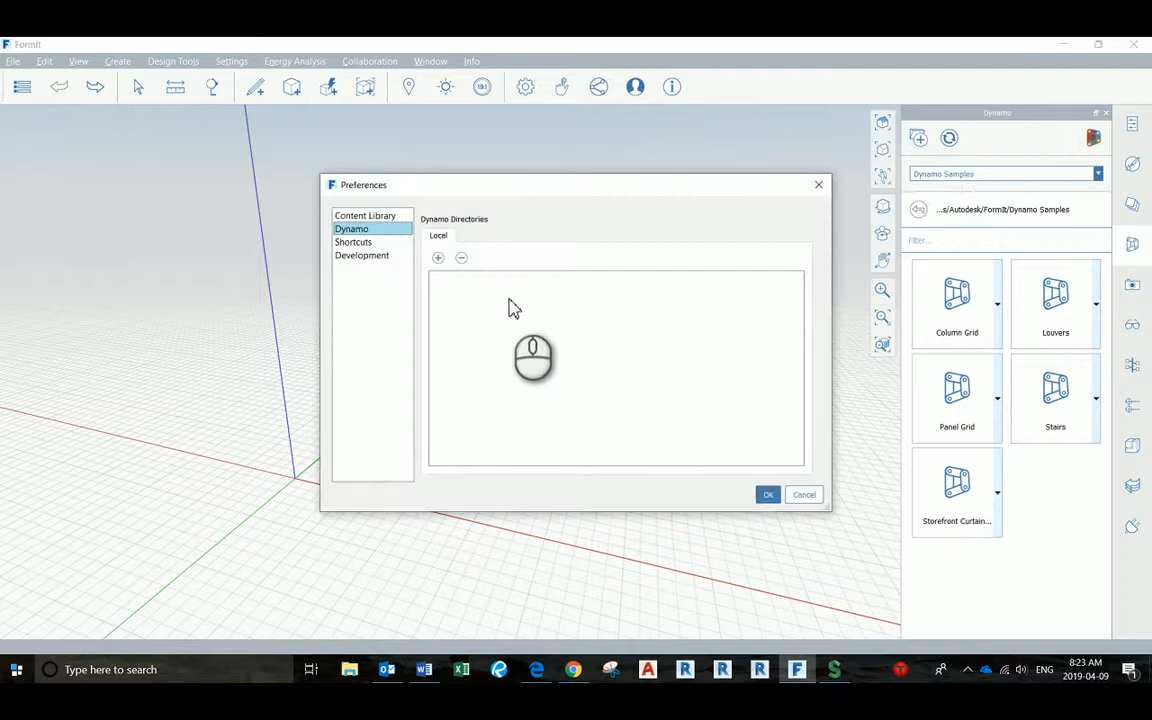 FormIt
File Edit View Create Design Tools Settings Energy Analysis Collaboration Window Info
19.1
Dynamo
Dynamo Samples
...s/Autodesk/FormIt/Dynamo Samples
Filter...
Column Grid
Louvers
Panel Grid
Stairs
Storefront Curtain...
Preferences
Content Library
Dynamo
Shortcuts
Development
Dynamo Directories
Local
OK
Cancel
Type here to search
ENG
8:23 AM
2019-04-09